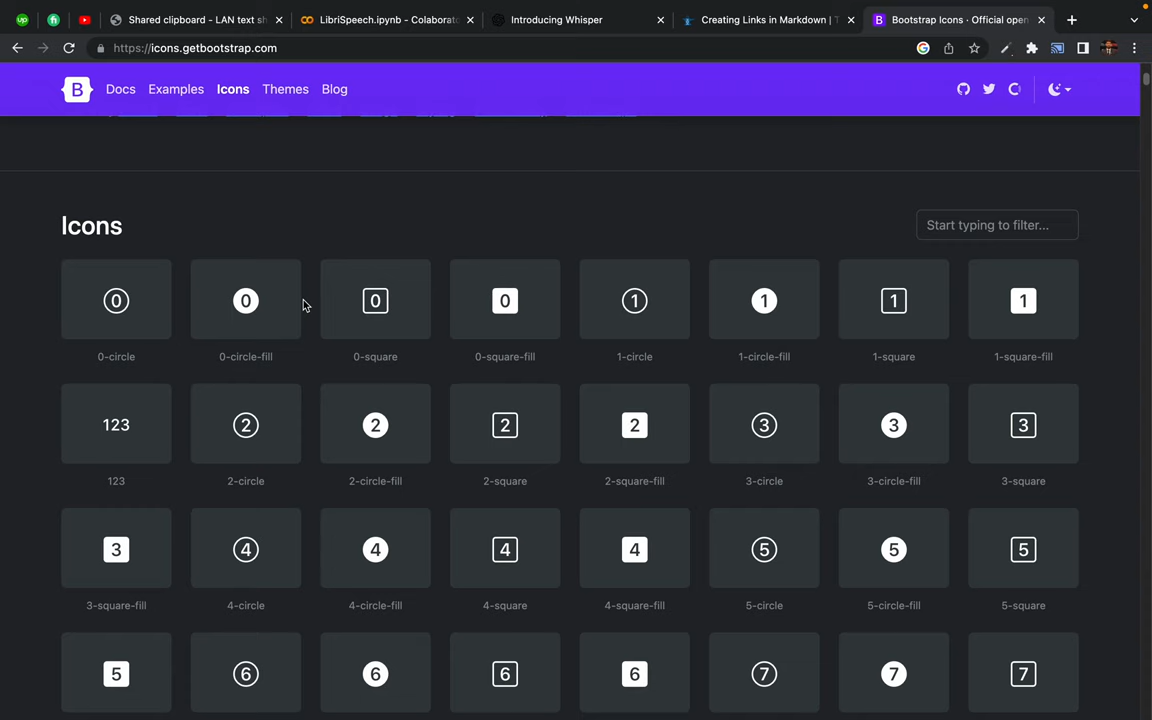 up fi Shared clipboard - LAN text sh LibriSpeech.ipynb - Colaborato Introducing Whisper Creating Links in Markdown | T Bootstrap Icons · Official open
https://icons.getbootstrap.com
B Docs Examples Icons Themes Blog
Icons
Start typing to filter...
0 0 0 0 1 1 1 1
0-circle 0-circle-fill 0-square 0-square-fill 1-circle 1-circle-fill 1-square 1-square-fill
123 2 2 2 2 3 3 3
123 2-circle 2-circle-fill 2-square 2-square-fill 3-circle 3-circle-fill 3-square
3 4 4 4 4 5 5 5
3-square-fill 4-circle 4-circle-fill 4-square 4-square-fill 5-circle 5-circle-fill 5-square
5 6 6 6 6 7 7 7